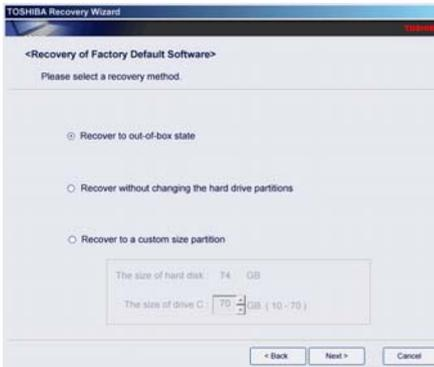 TOSHIBA Recovery Wizard
TOSHIBA
<Recovery of Factory Default Software>
Please select a recovery method.
Recover to out-of-box state
Recover without changing the hard drive partitions
Recover to a custom size partition
The size of hard disk : 74 GB
The size of drive C : 70 GB ( 10 - 70 )
< Back
Next >
Cancel